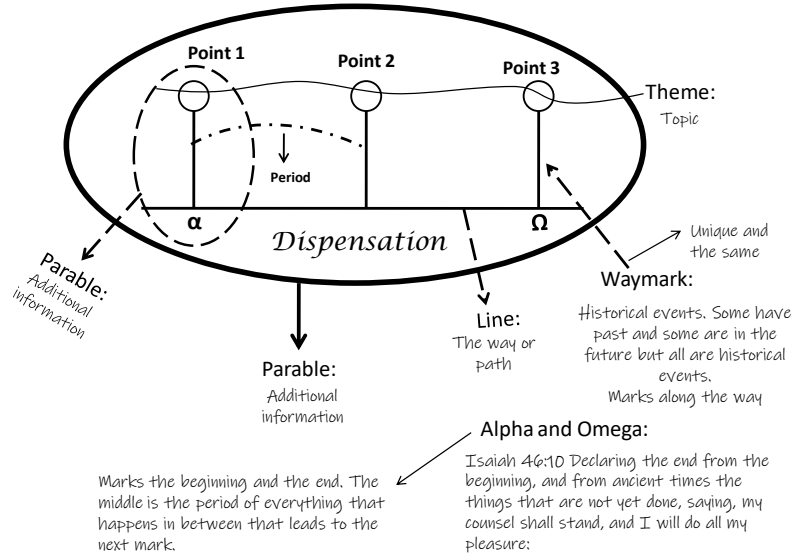 Point 1
Point 2
Point 3
Theme:
Topic
Period
α
Ω
Dispensation
Unique and
the same
Parable:
Additional
information
Waymark:
Historical events. Some have
past and some are in the
future but all are historical
events.
Marks along the way
Line:
The way or
path
Parable:
Additional
information
Alpha and Omega:
Marks the beginning and the end. The
middle is the period of everything that
happens in between that leads to the
next mark.
Isaiah 46:10 Declaring the end from the
beginning, and from ancient times the
things that are not yet done, saying, my
counsel shall stand, and I will do all my
pleasure: